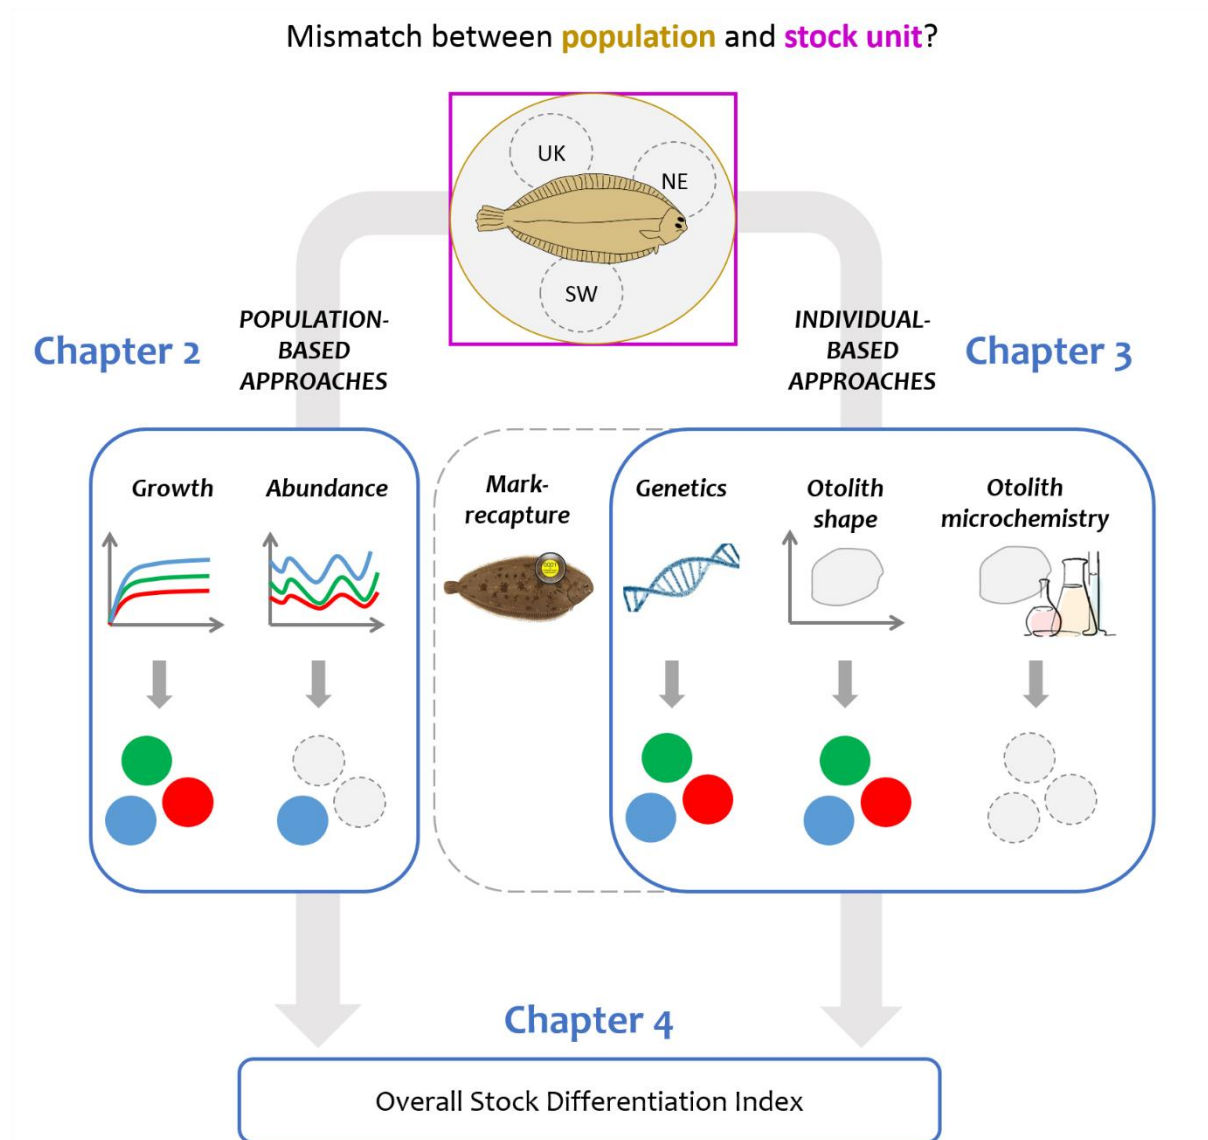 Mismatch between population and stock unit?
UK
NE
SW
Chapter 2
POPULATION-
BASED
APPROACHES
INDIVIDUAL-
BASED
APPROACHES
Chapter 3
Growth
Abundance
Mark-
recapture
Genetics
Otolith
shape
Otolith
microchemistry
Chapter 4
Overall Stock Differentiation Index